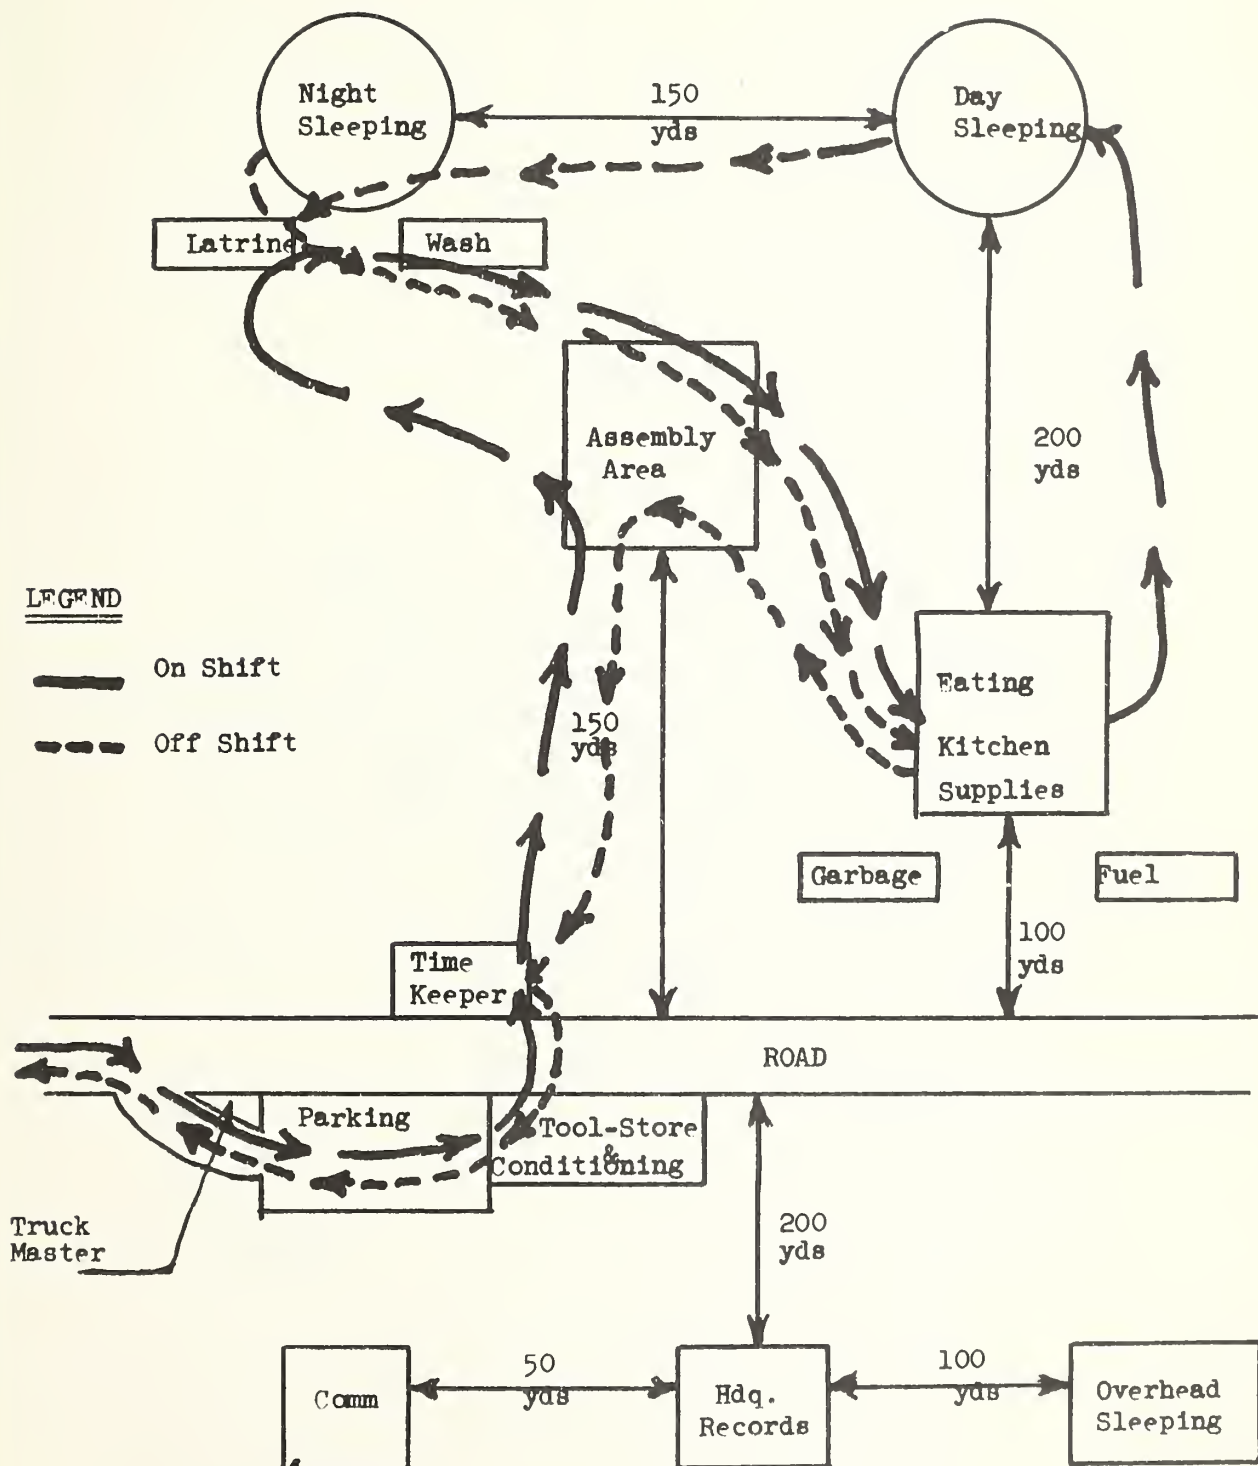 Night
Sleeping
150
yds
Day
Sleeping
Latrine
Wash
Assembly
Area
200
yds
LEGEND
On Shift
Off Shift
150
yds
Eating
Kitchen
Supplies
Garbage
Fuel
100
yds
Time
Keeper
ROAD
Parking
Tool-Store
&
Conditioning
Truck
Master
200
yds
Comm
50
yds
Hdq.
Records
100
yds
Overhead
Sleeping